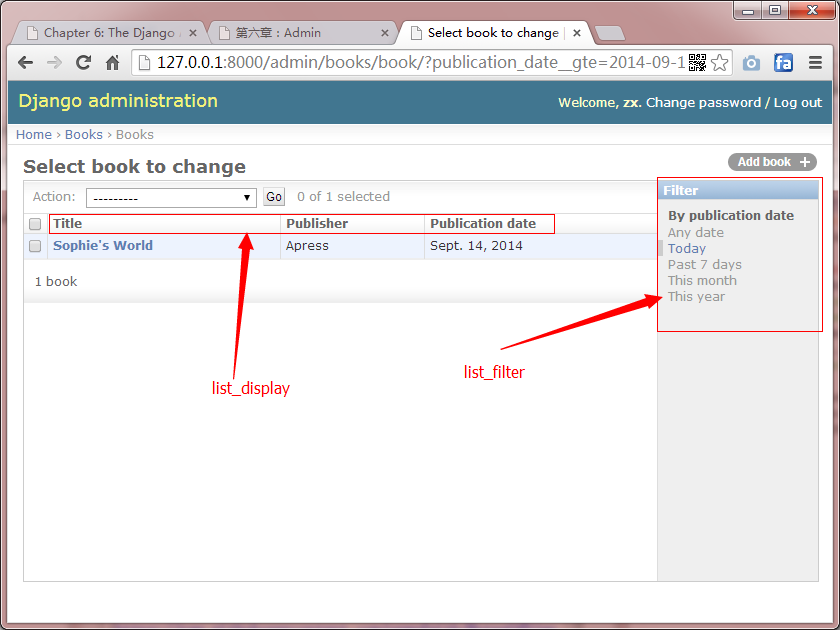 Chapter 6: The Django
第六章：Admin
Select book to change
127.0.0.1:8000/admin/books/book/?publication_date__gte=2014-09-1
Django administration
Welcome, zx. Change password / Log out
Home › Books › Books
Select book to change
Add book +
Action: --------- Go 0 of 1 selected
Title Publisher Publication date
Sophie's World Apress Sept. 14, 2014
1 book
Filter
By publication date
Any date
Today
Past 7 days
This month
This year
list_display
list_filter